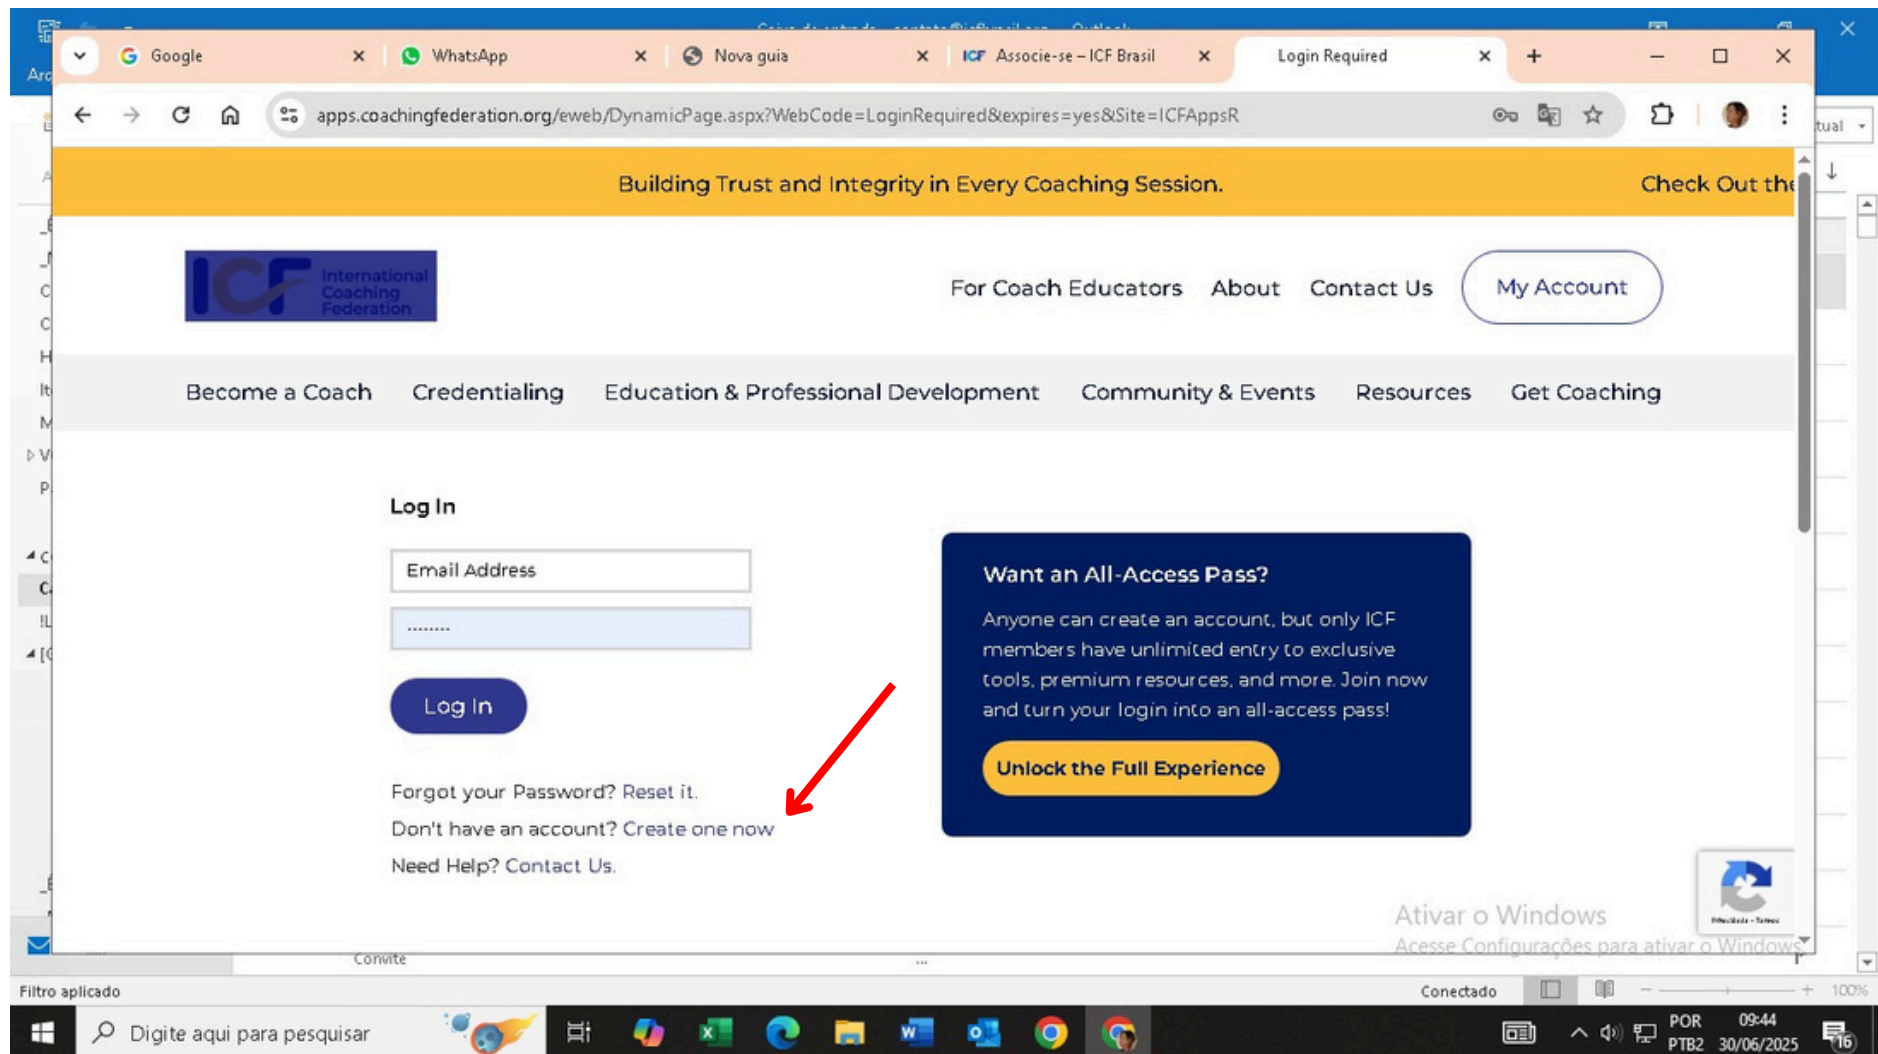 Google
WhatsApp
Nova guia
ICF Associe-se – ICF Brasil
Login Required
apps.coachingfederation.org/eweb/DynamicPage.aspx?WebCode=LoginRequired&expires=yes&Site=ICFAppsR
tual
Building Trust and Integrity in Every Coaching Session.
Check Out the
ICF International
Coaching
Federation
For Coach Educators
About
Contact Us
My Account
Become a Coach
Credentialing
Education & Professional Development
Community & Events
Resources
Get Coaching
Log In
Email Address
........
Log In
Forgot your Password? Reset it.
Don't have an account? Create one now
Need Help? Contact Us.
Want an All-Access Pass?
Anyone can create an account, but only ICF
members have unlimited entry to exclusive
tools, premium resources, and more. Join now
and turn your login into an all-access pass!
Unlock the Full Experience
Ativar o Windows
Acesse Configurações para ativar o Windows.
Convite
...
Filtro aplicado
Conectado
100%
Digite aqui para pesquisar
POR
PTB2
09:44
30/06/2025
16